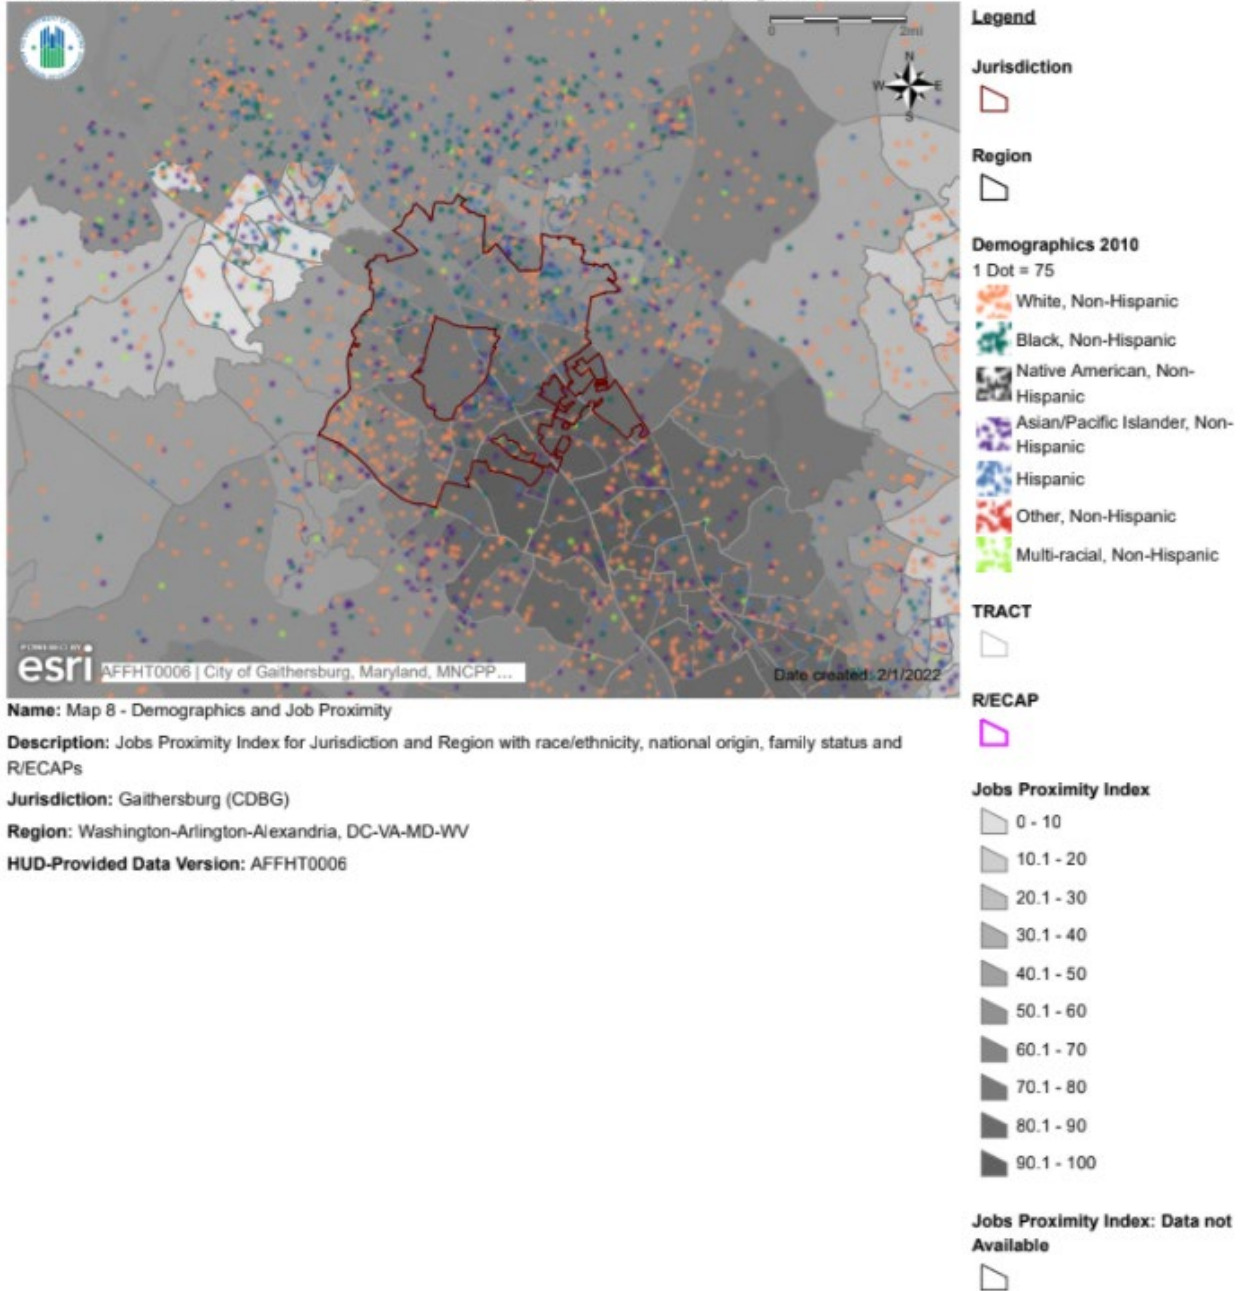 0 1 2mi
N
W E
S
POWERED BY
esri
AFFHT0006 | City of Gaithersburg, Maryland, MNCPP...
Date created: 2/1/2022
Name: Map 8 - Demographics and Job Proximity
Description: Jobs Proximity Index for Jurisdiction and Region with race/ethnicity, national origin, family status and
R/ECAPs
Jurisdiction: Gaithersburg (CDBG)
Region: Washington-Arlington-Alexandria, DC-VA-MD-WV
HUD-Provided Data Version: AFFHT0006
Legend
Jurisdiction
Region
Demographics 2010
1 Dot = 75
White, Non-Hispanic
Black, Non-Hispanic
Native American, Non-
Hispanic
Asian/Pacific Islander, Non-
Hispanic
Hispanic
Other, Non-Hispanic
Multi-racial, Non-Hispanic
TRACT
R/ECAP
Jobs Proximity Index
0 - 10
10.1 - 20
20.1 - 30
30.1 - 40
40.1 - 50
50.1 - 60
60.1 - 70
70.1 - 80
80.1 - 90
90.1 - 100
Jobs Proximity Index: Data not
Available